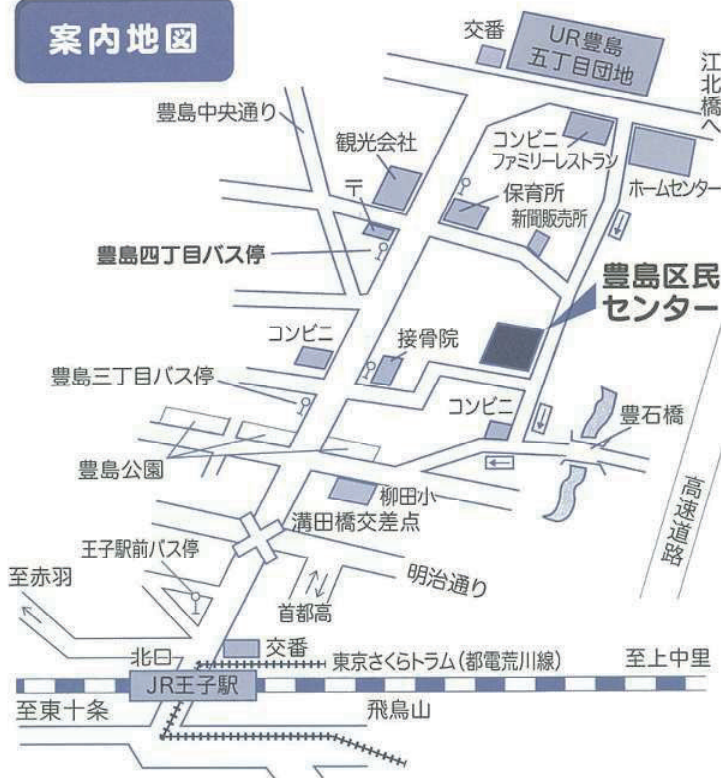 案内地図
交番
UR豊島
五丁目団地
江北橋へ
豊島中央通り
観光会社
コンビニ
ファミリーレストラン
ホームセンター
〒
保育所
新聞販売所
豊島四丁目バス停
豊島区民
センター
コンビニ
接骨院
豊島三丁目バス停
コンビニ
豊石橋
豊島公園
柳田小
溝田橋交差点
高速道路
王子駅前バス停
至赤羽
明治通り
首都高
北口
交番
東京さくらトラム(都電荒川線)
至上中里
JR王子駅
至東十条
飛鳥山